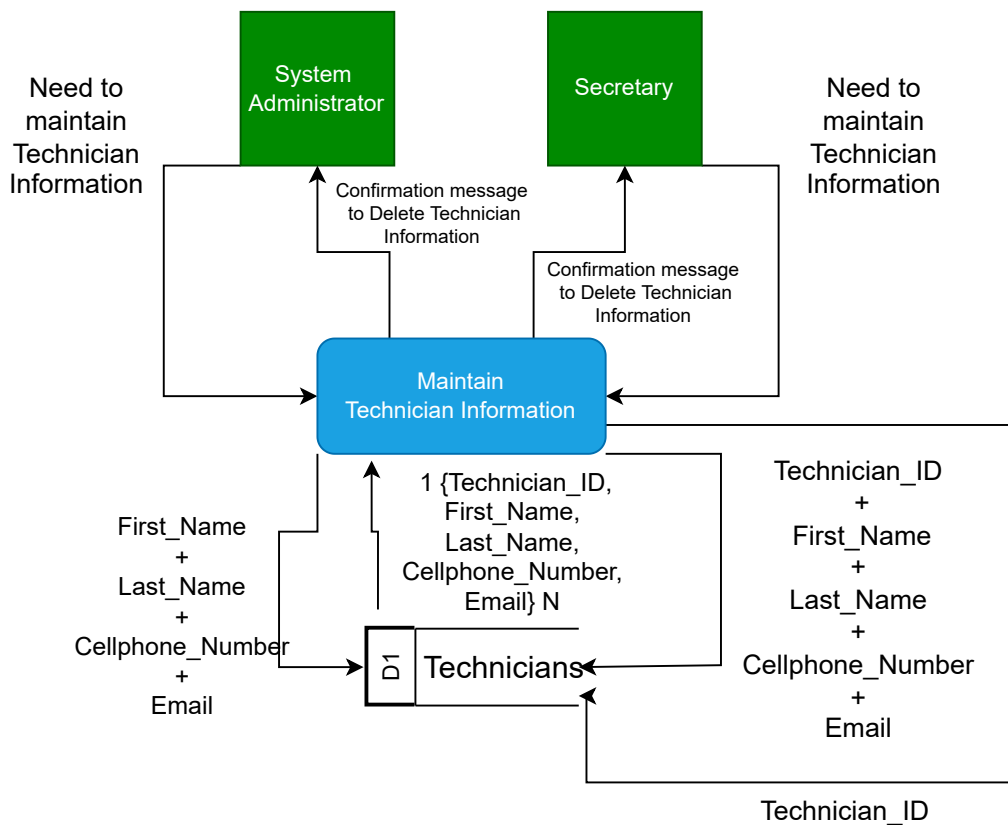 System
Administrator
Secretary
Need to
maintain
Technician
Information
Need to
maintain
Technician
Information
Confirmation message
to Delete Technician
Information
Confirmation message
to Delete Technician
Information
Maintain
Technician Information
First_Name
+
Last_Name
+
Cellphone_Number
+
Email
1 {Technician_ID,
First_Name,
Last_Name,
Cellphone_Number,
Email} N
Technician_ID
+
First_Name
+
Last_Name
+
Cellphone_Number
+
Email
D1
Technicians
Technician_ID